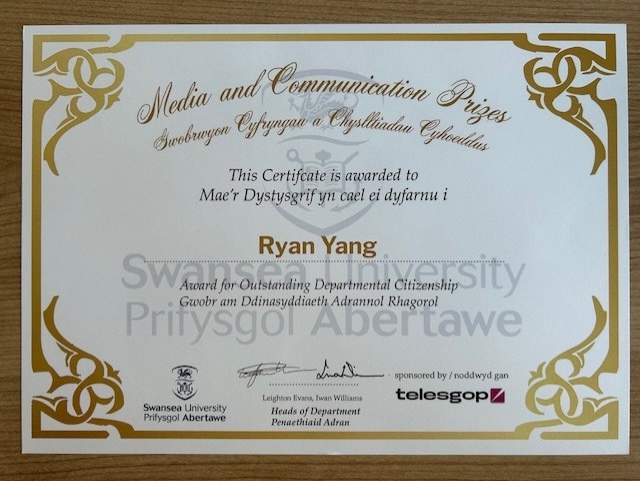 Media and Communication Prizes
Gwobrwyon Cyfryngau a Chyslltiadau Cyhoeddus
This Certifcate is awarded to
Mae'r Dystysgrif yn cael ei dyfarnu i
Ryan Yang
Swansea University
Award for Outstanding Departmental Citizenship
Gwobr am Ddinasyddiaeth Adrannol Rhagorol
Prifysgol Abertawe
sponsored by / noddwyd gan
telesgop
Leighton Evans, Iwan Williams
Heads of Department
Penaethiaid Adran
Swansea University
Prifysgol Abertawe